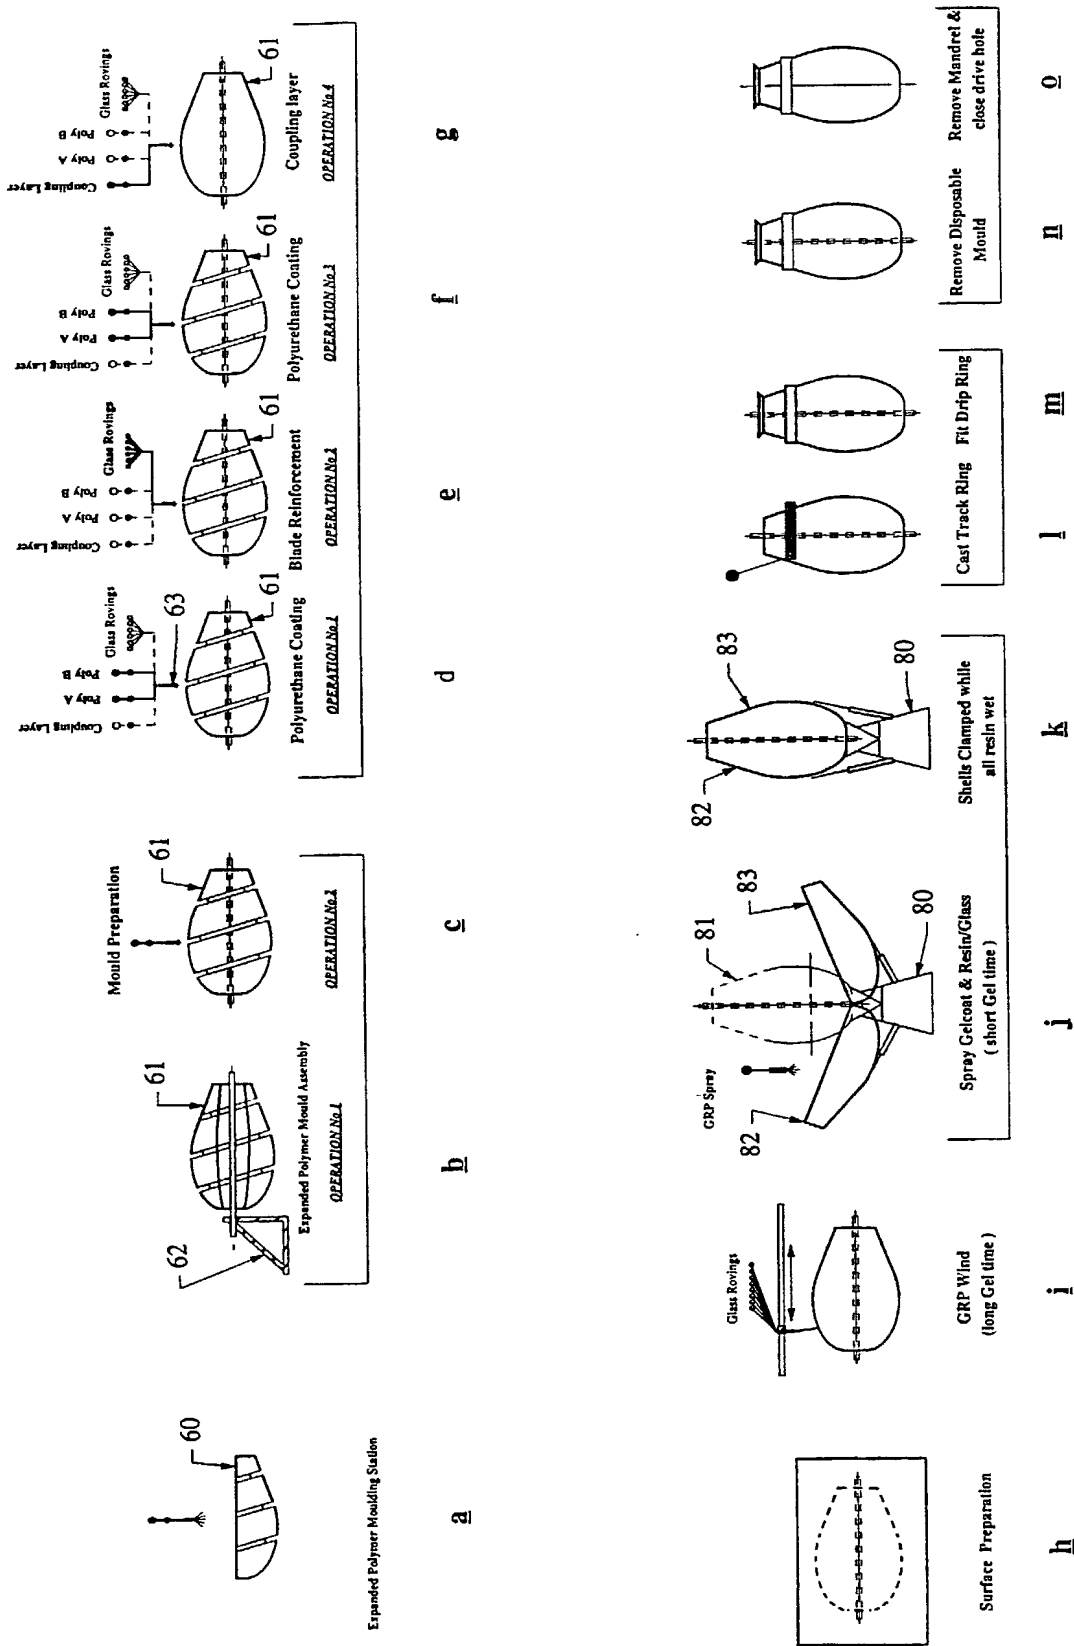 60
Expanded Polymer Moulding Station
a
61
62
Expanded Polymer Mould Assembly
OPERATION No.1
b
Mould Preparation
61
OPERATION No.2
c
Coupling Layer
Poly A
Poly B
Glass Rovings
63
61
Polyurethane Coating
OPERATION No.1
d
Coupling Layer
Poly A
Poly B
Glass Rovings
61
Blade Reinforcement
OPERATION No.2
e
Coupling Layer
Poly A
Poly B
Glass Rovings
61
Polyurethane Coating
OPERATION No.3
f
Coupling Layer
Poly A
Poly B
Glass Rovings
61
Coupling layer
OPERATION No.4
g
Surface Preparation
h
Glass Rovings
GRP Wind
(long Gel time)
i
GRP Spray
81
82
83
80
Spray Gelcoat & Resin/Glass
( short Gel time )
j
82
83
80
Shells Clamped while
all resin wet
k
Cast Track Ring
l
Fit Drip Ring
m
Remove Disposable
Mould
n
Remove Mandrel &
close drive hole
o